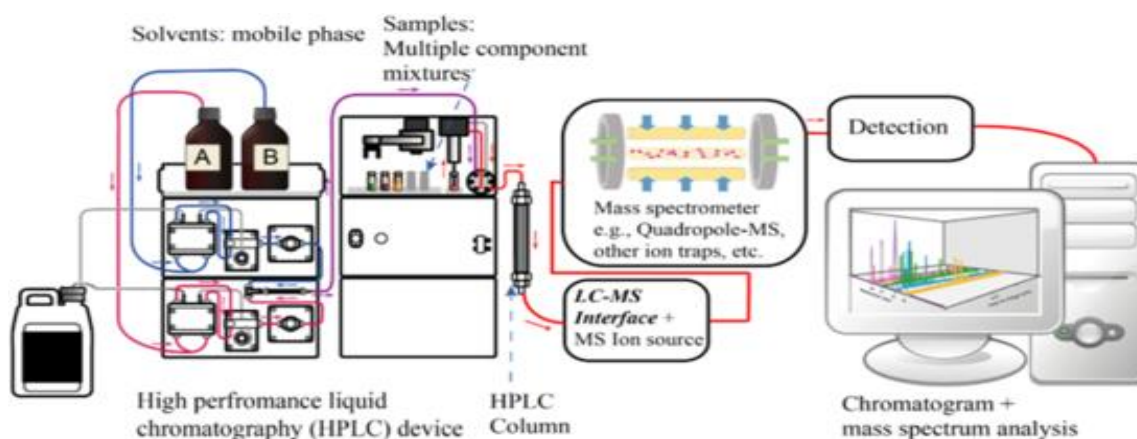 Solvents: mobile phase
Samples:
Multiple component
mixtures
A
B
Detection
Mass spectrometer
e.g., Quadropole-MS,
other ion traps, etc.
LC-MS
Interface +
MS Ion source
High perfromance liquid
chromatography (HPLC) device
HPLC
Column
Chromatogram +
mass spectrum analysis